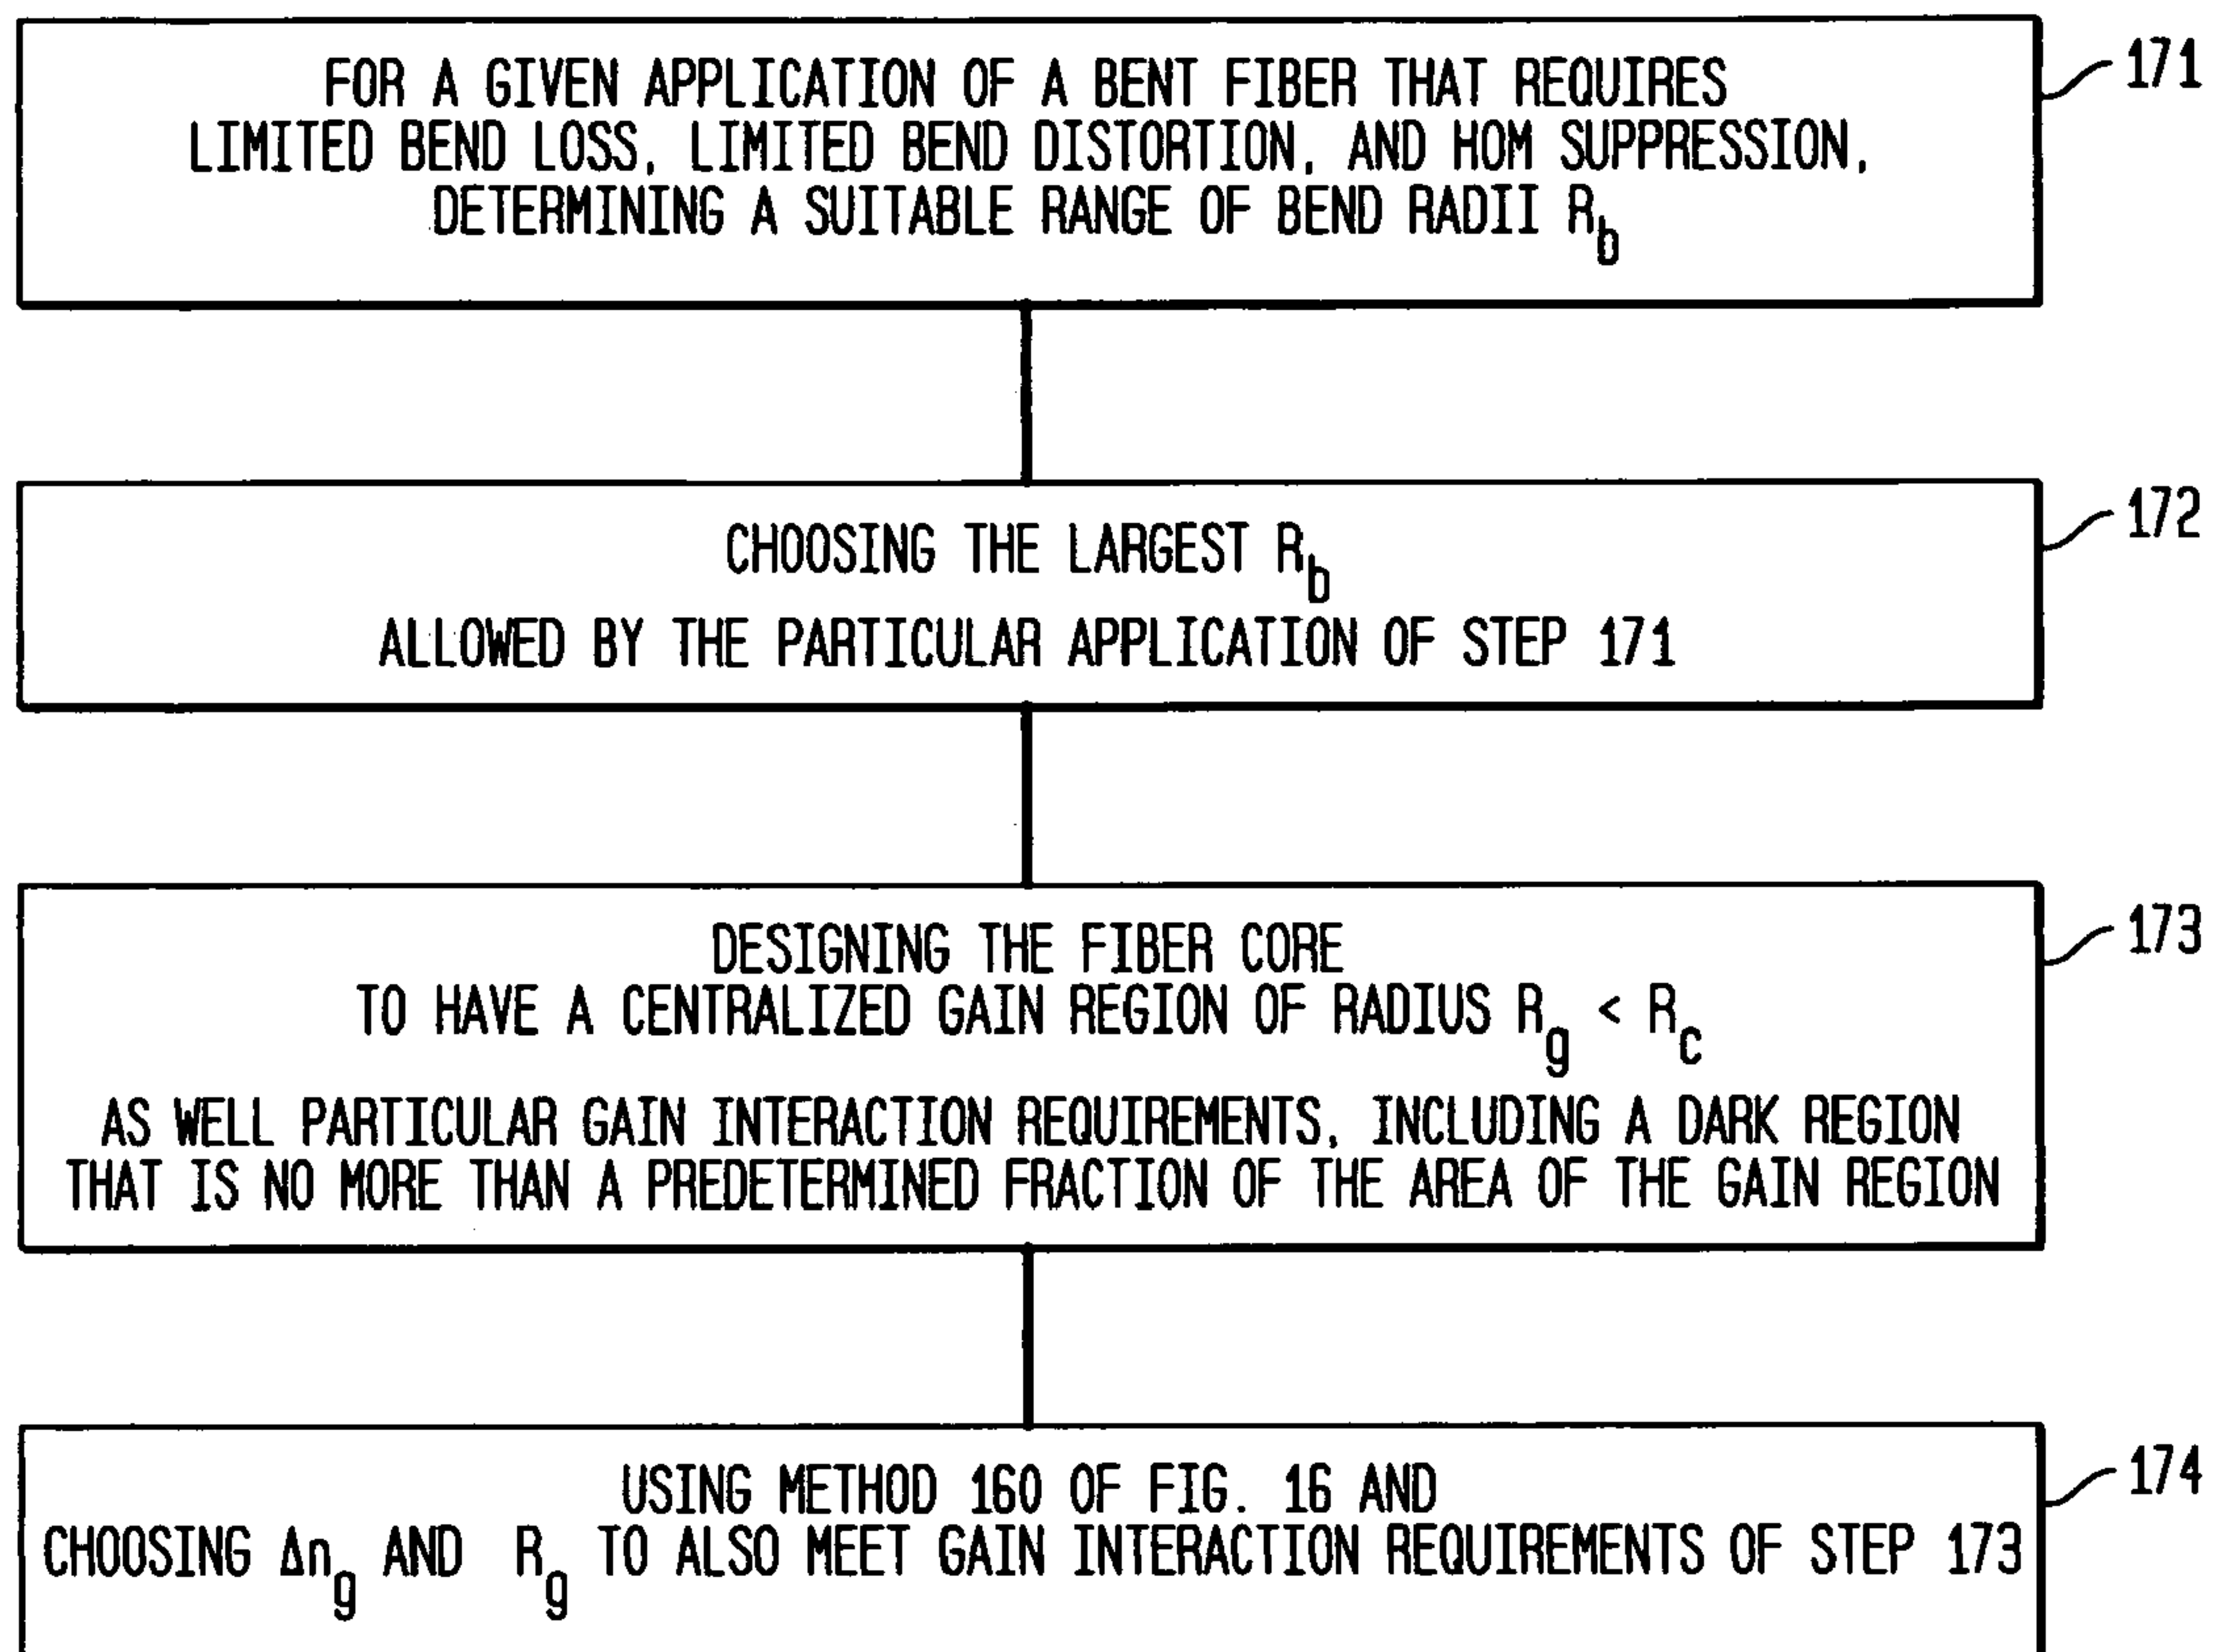 FOR A GIVEN APPLICATION OF A BENT FIBER THAT REQUIRES
LIMITED BEND LOSS, LIMITED BEND DISTORTION, AND HOM SUPPRESSION,
DETERMINING A SUITABLE RANGE OF BEND RADII Rb
171
CHOOSING THE LARGEST Rb
ALLOWED BY THE PARTICULAR APPLICATION OF STEP 171
172
DESIGNING THE FIBER CORE
TO HAVE A CENTRALIZED GAIN REGION OF RADIUS Rg < Rc
AS WELL PARTICULAR GAIN INTERACTION REQUIREMENTS, INCLUDING A DARK REGION
THAT IS NO MORE THAN A PREDETERMINED FRACTION OF THE AREA OF THE GAIN REGION
173
USING METHOD 160 OF FIG. 16 AND
CHOOSING Δng AND Rg TO ALSO MEET GAIN INTERACTION REQUIREMENTS OF STEP 173
174